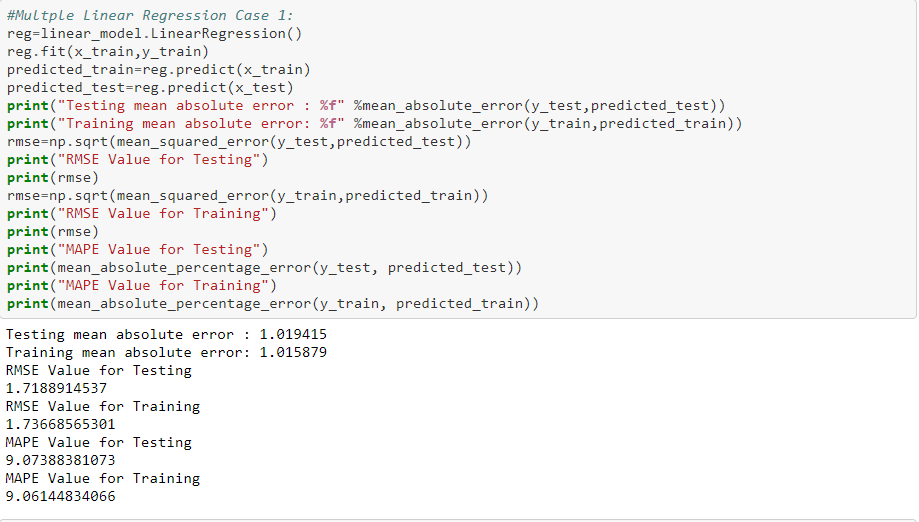 #Multple Linear Regression Case 1:
reg=linear_model.LinearRegression()
reg.fit(x_train,y_train)
predicted_train=reg.predict(x_train)
predicted_test=reg.predict(x_test)
print("Testing mean absolute error : %f" %mean_absolute_error(y_test,predicted_test))
print("Training mean absolute error: %f" %mean_absolute_error(y_train,predicted_train))
rmse=np.sqrt(mean_squared_error(y_test,predicted_test))
print("RMSE Value for Testing")
print(rmse)
rmse=np.sqrt(mean_squared_error(y_train,predicted_train))
print("RMSE Value for Training")
print(rmse)
print("MAPE Value for Testing")
print(mean_absolute_percentage_error(y_test, predicted_test))
print("MAPE Value for Training")
print(mean_absolute_percentage_error(y_train, predicted_train))
Testing mean absolute error : 1.019415
Training mean absolute error: 1.015879
RMSE Value for Testing
1.7188914537
RMSE Value for Training
1.73668565301
MAPE Value for Testing
9.07388381073
MAPE Value for Training
9.06144834066